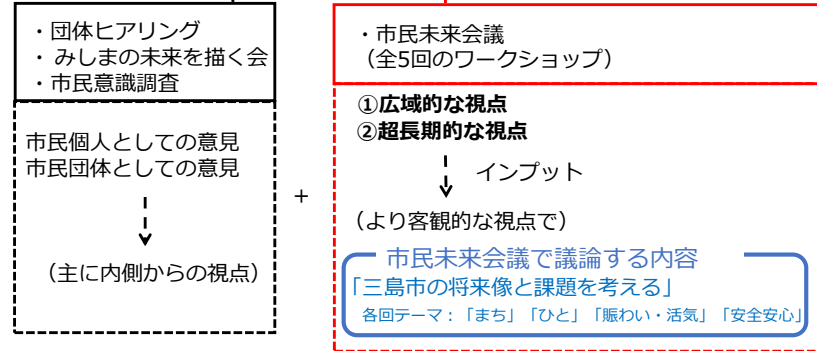 ・団体ヒアリング
・ みしまの未来を描く会
・市民意識調査
市民個人としての意見
市民団体としての意見
（主に内側からの視点）
+
・市民未来会議
（全5回のワークショップ）
①広域的な視点
②超長期的な視点
インプット
（より客観的な視点で）
市民未来会議で議論する内容
「三島市の将来像と課題を考える」
各回テーマ：「まち」「ひと」「賑わい・活気」「安全安心」